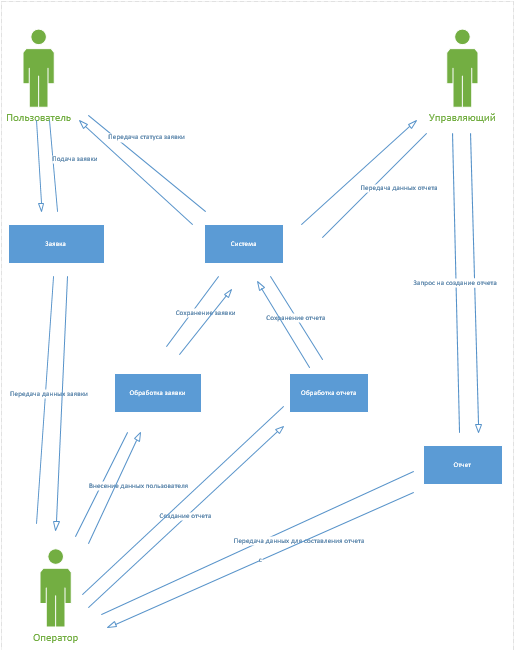 Пользователь
Управляющий
Передача статуса заявки
Подача заявки
Передача данных отчета
Заявка
Система
Запрос на создание отчета
Сохранение заявки
Сохранение отчета
Передача данных заявки
Обработка заявки
Обработка отчета
Отчет
Внесение данных пользователя
Создание отчета
Передача данных для составления отчета
с
Оператор